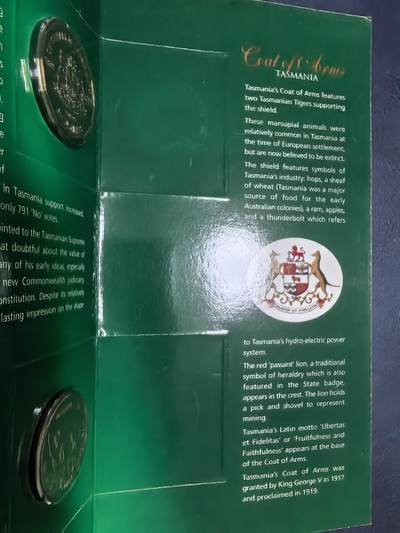 In Tasmania support increased,
only 791 'No' votes.
ointed to the Tasmanian Supreme
at doubtful about the value of
any of his early ideas, especially
new Commonwealth judiciary,
onstitution. Despite its relatively
lasting impression on the shape
Coat of Arms
TASMANIA
Tasmania's Coat of Arms features
two Tasmanian Tigers supporting
the shield.
These marsupial animals were
relatively common in Tasmania at
the time of European settlement,
but are now believed to be extinct.
The shield features symbols of
Tasmania's industry: hops, a sheaf
of wheat (Tasmania was a major
source of food for the early
Australian colonies), a ram, apples,
and a thunderbolt which refers
to Tasmania's hydro-electric power
system.
The red 'passant' lion, a traditional
symbol of heraldry which is also
featured in the State badge,
appears in the crest. The lion holds
a pick and shovel to represent
mining.
Tasmania's Latin motto 'Ubertas
et Fidelitas' or 'Fruitfulness and
Faithfulness' appears at the base
of the Coat of Arms.
Tasmania's Coat of Arms was
granted by King George V in 1917
and proclaimed in 1919.